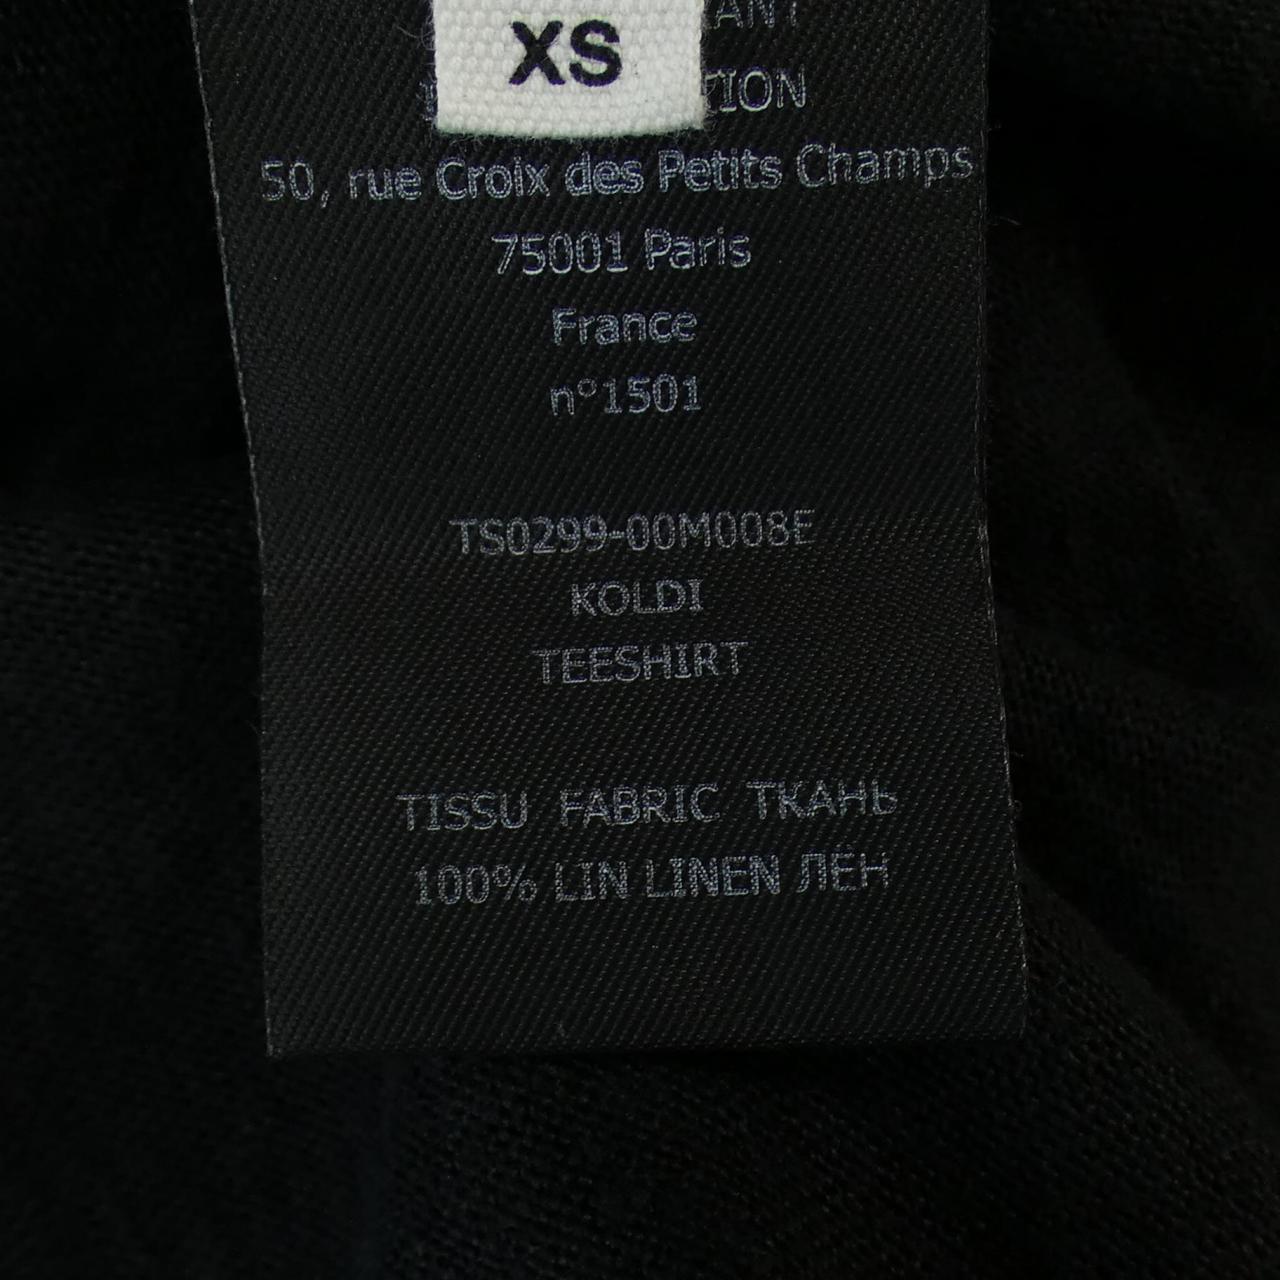 XS
50, rue Croix des Petits Champs
75001 Paris
France
n°1501
TS0299-00M008E
KOLDI
TEESHIRT
TISSU FABRIC ТКАНЬ
100% LIN LINEN ЛЕН